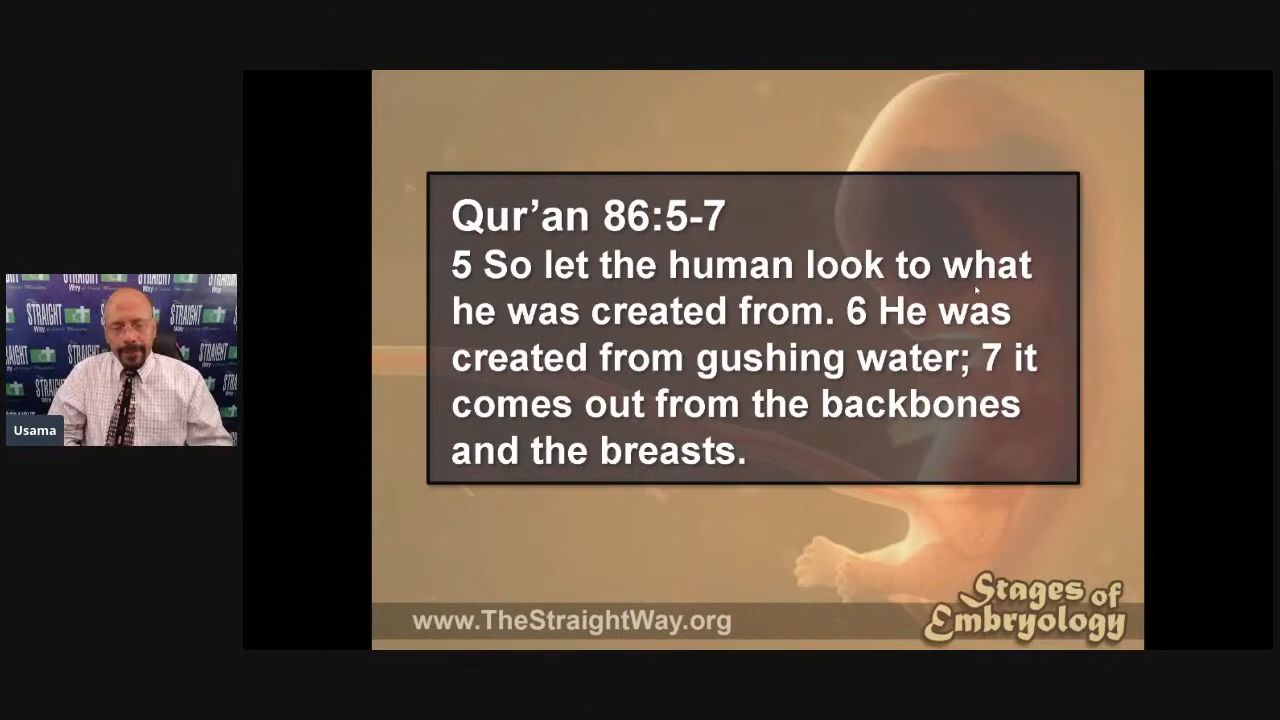 Qur’an 86:5-7
5 So let the human look to what
he was created from. 6 He was
created from gushing water; 7 it
comes out from the backbones
and the breasts.
www.TheStraightWay.org
Stages of
Embryology
Usama
STRAIGHT
Way